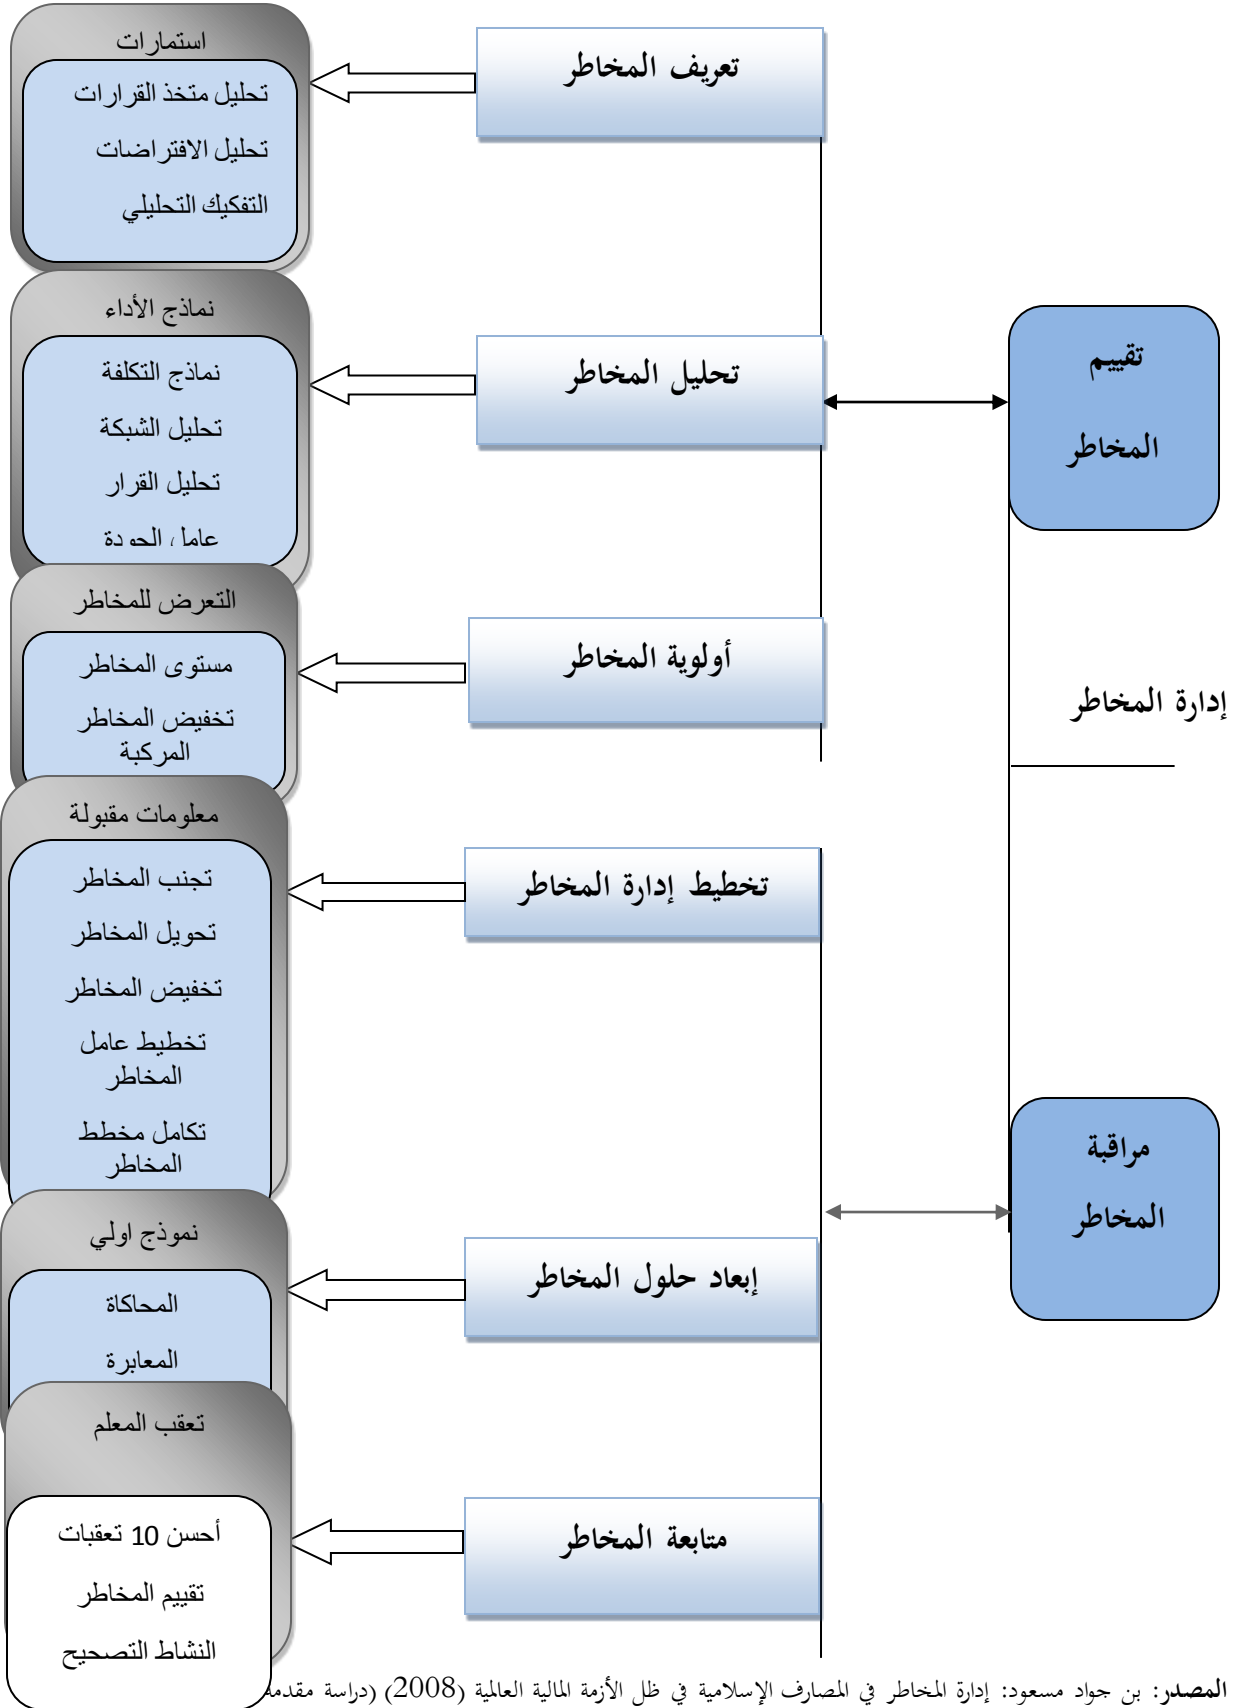 إدارة المخاطر
تقييم
المخاطر
تعريف المخاطر
استمارات
تحليل متخذ القرارات
تحليل الافتراضات
التفكيك التحليلي
تحليل المخاطر
نماذج الأداء
نماذج التكلفة
تحليل الشبكة
تحليل القرار
عامل الجودة
أولوية المخاطر
التعرض للمخاطر
مستوى المخاطر
تخفيض المخاطر
المركبة
مراقبة
المخاطر
تخطيط إدارة المخاطر
معلومات مقبولة
تجنب المخاطر
تحويل المخاطر
تخفيض المخاطر
تخطيط عامل
المخاطر
تكامل مخطط
المخاطر
إبعاد حلول المخاطر
نموذج اولي
المحاكاة
المعابرة
متابعة المخاطر
تعقب المعلم
أحسن 10 تعقبات
تقييم المخاطر
النشاط التصحيح
المصدر: بن جواد مسعود: إدارة المخاطر في المصارف الإسلامية في ظل الأزمة المالية العالمية (2008) (دراسة مقدمة